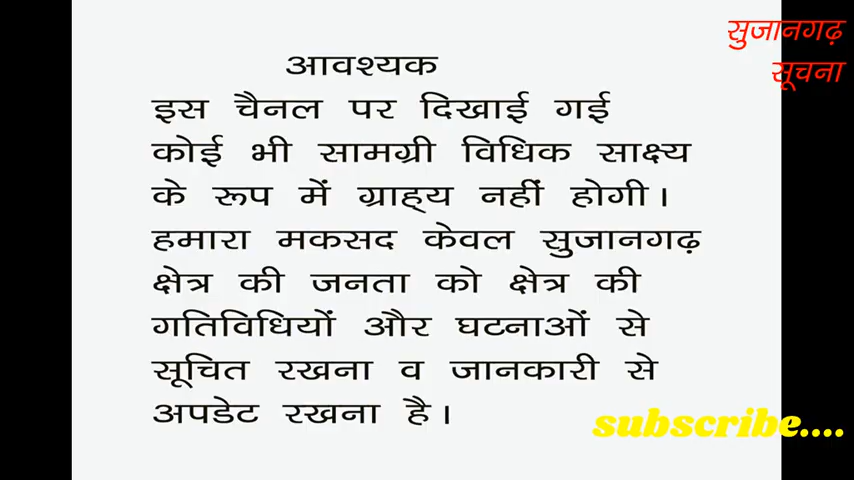 सुजानगढ़
सूचना
आवश्यक
इस चैनल पर दिखाई गई
कोई भी सामग्री विधिक साक्ष्य
के रूप में ग्राह्य नहीं होगी।
हमारा मकसद केवल सुजानगढ़
क्षेत्र की जनता को क्षेत्र की
गतिविधियों और घटनाओं से
सूचित रखना व जानकारी से
अपडेट रखना है।
subscribe....